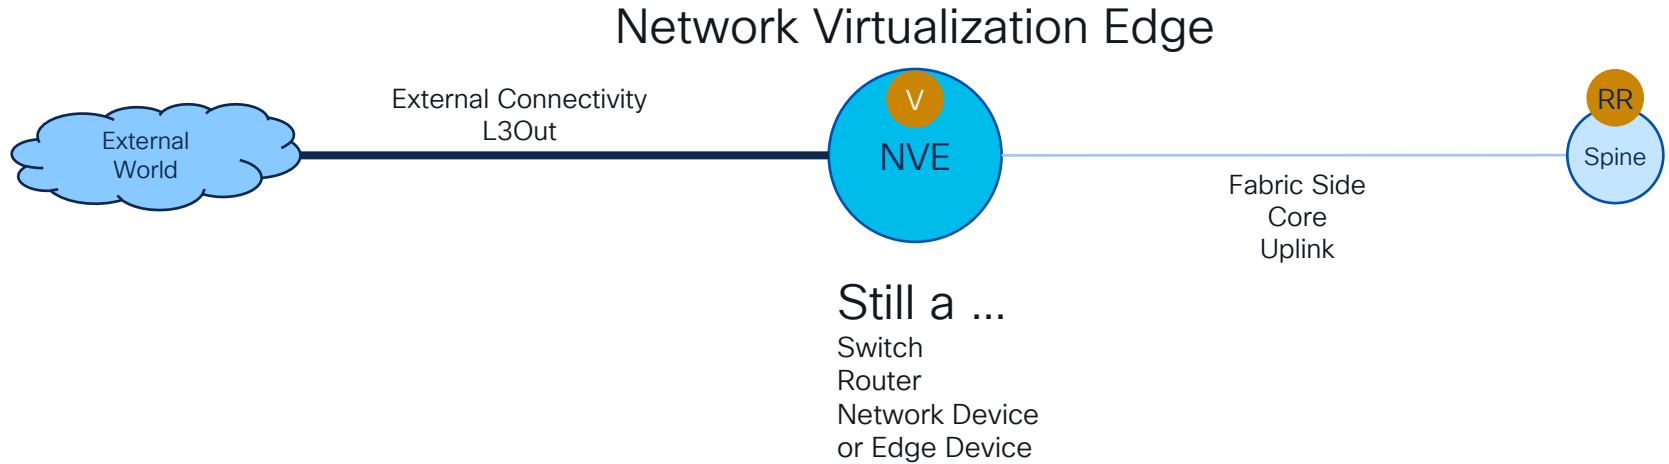 Network Virtualization Edge
External
World
External Connectivity
L3Out
V
NVE
Fabric Side
Core
Uplink
RR
Spine
Still a ...
Switch
Router
Network Device
or Edge Device